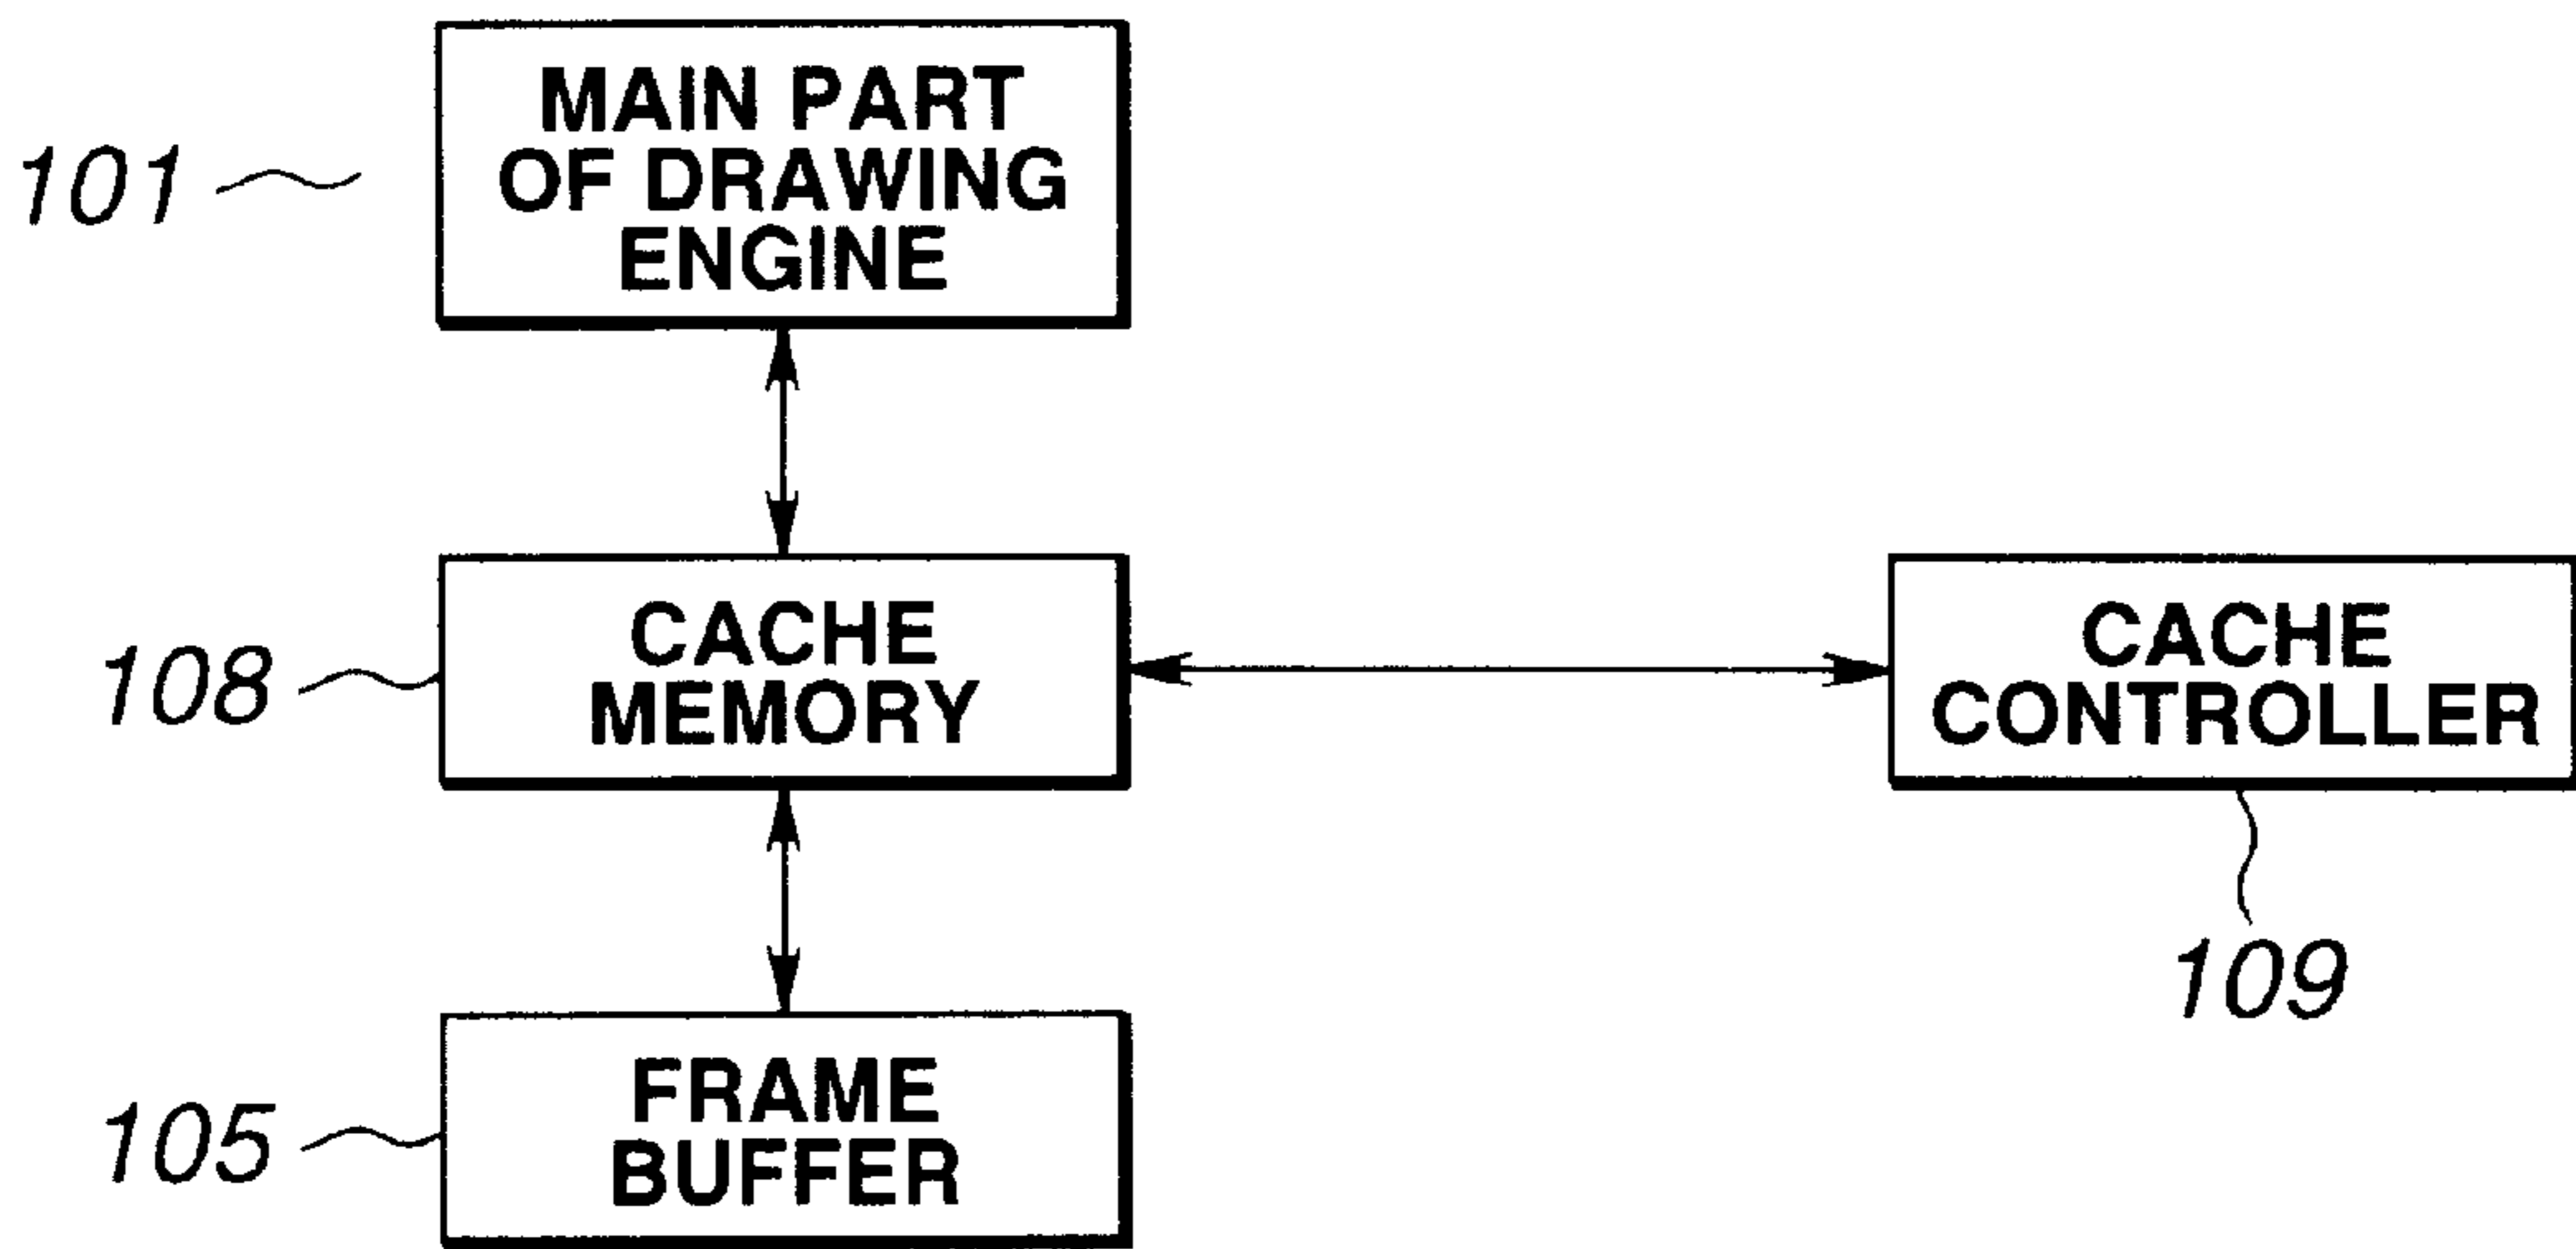 101
MAIN PART
OF DRAWING
ENGINE
108
CACHE
MEMORY
CACHE
CONTROLLER
109
105
FRAME
BUFFER